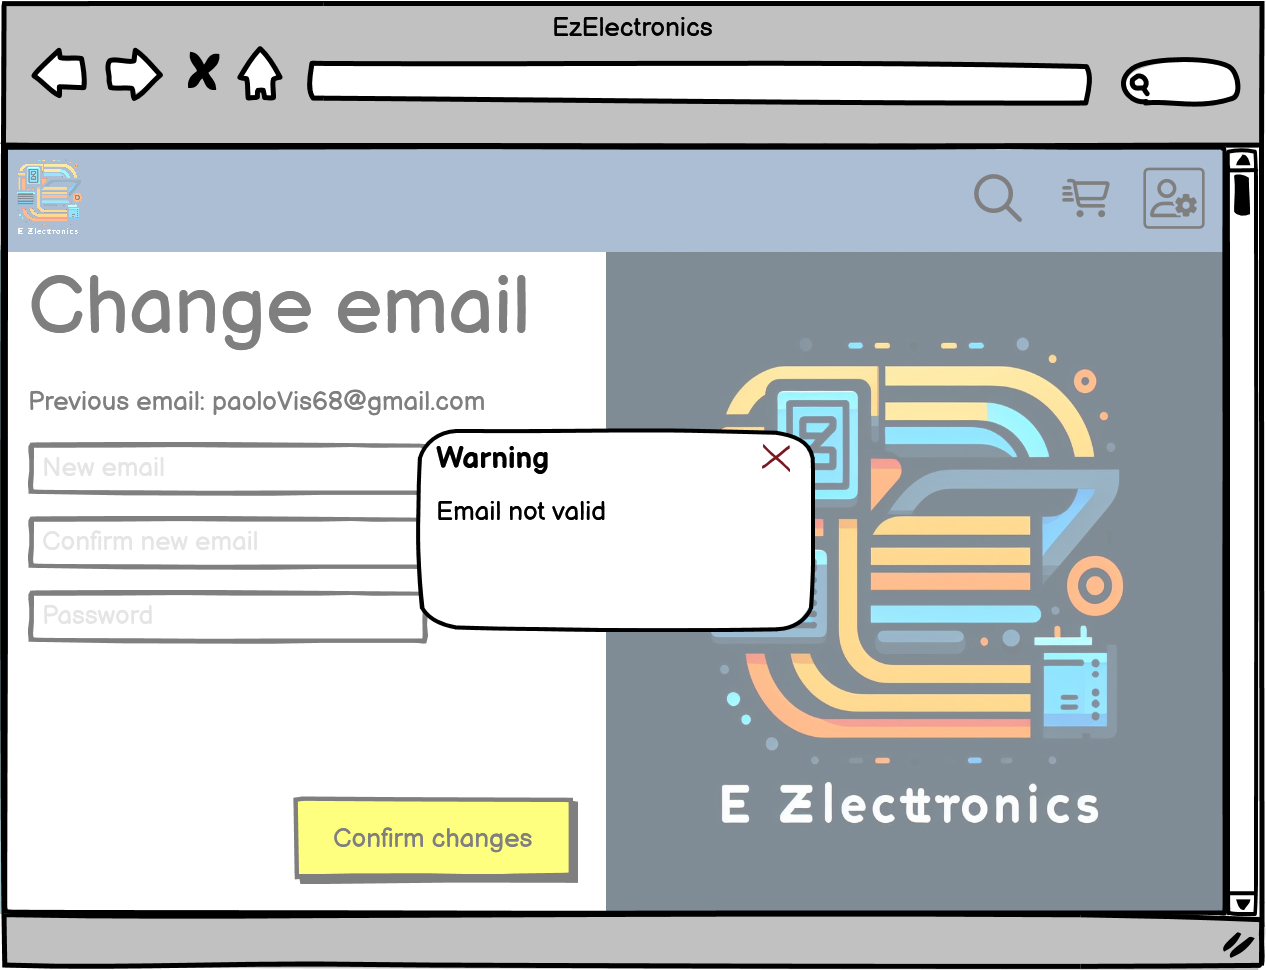 EzElectronics
E Zlecttronics
Change email
Previous email: paoloVis68@gmail.com
New email
Confirm new email
Password
Warning
Email not valid
Confirm changes
E Zlecttronics